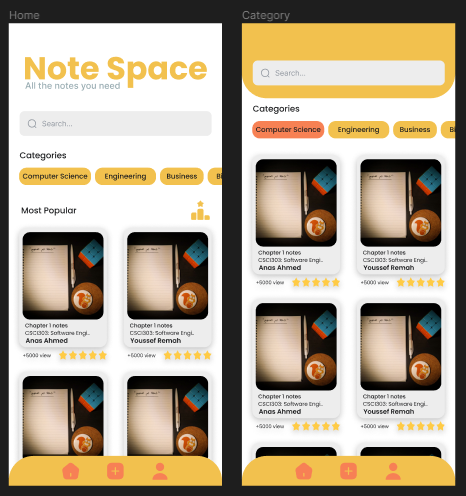 Home
Note Space
All the notes you need
Search...
Categories
Computer Science
Engineering
Business
Bi
Most Popular
Chapter 1 notes
CSCI303: Software Engi..
Anas Ahmed
+5000 view
Chapter 1 notes
CSCI303: Software Engi..
Youssef Remah
+5000 view
Category
Search...
Categories
Computer Science
Engineering
Business
Chapter 1 notes
CSCI303: Software Engi..
Anas Ahmed
+5000 view
Chapter 1 notes
CSCI303: Software Engi..
Youssef Remah
+5000 view
Chapter 1 notes
CSCI303: Software Engi..
Anas Ahmed
+5000 view
Chapter 1 notes
CSCI303: Software Engi..
Youssef Remah
+5000 view